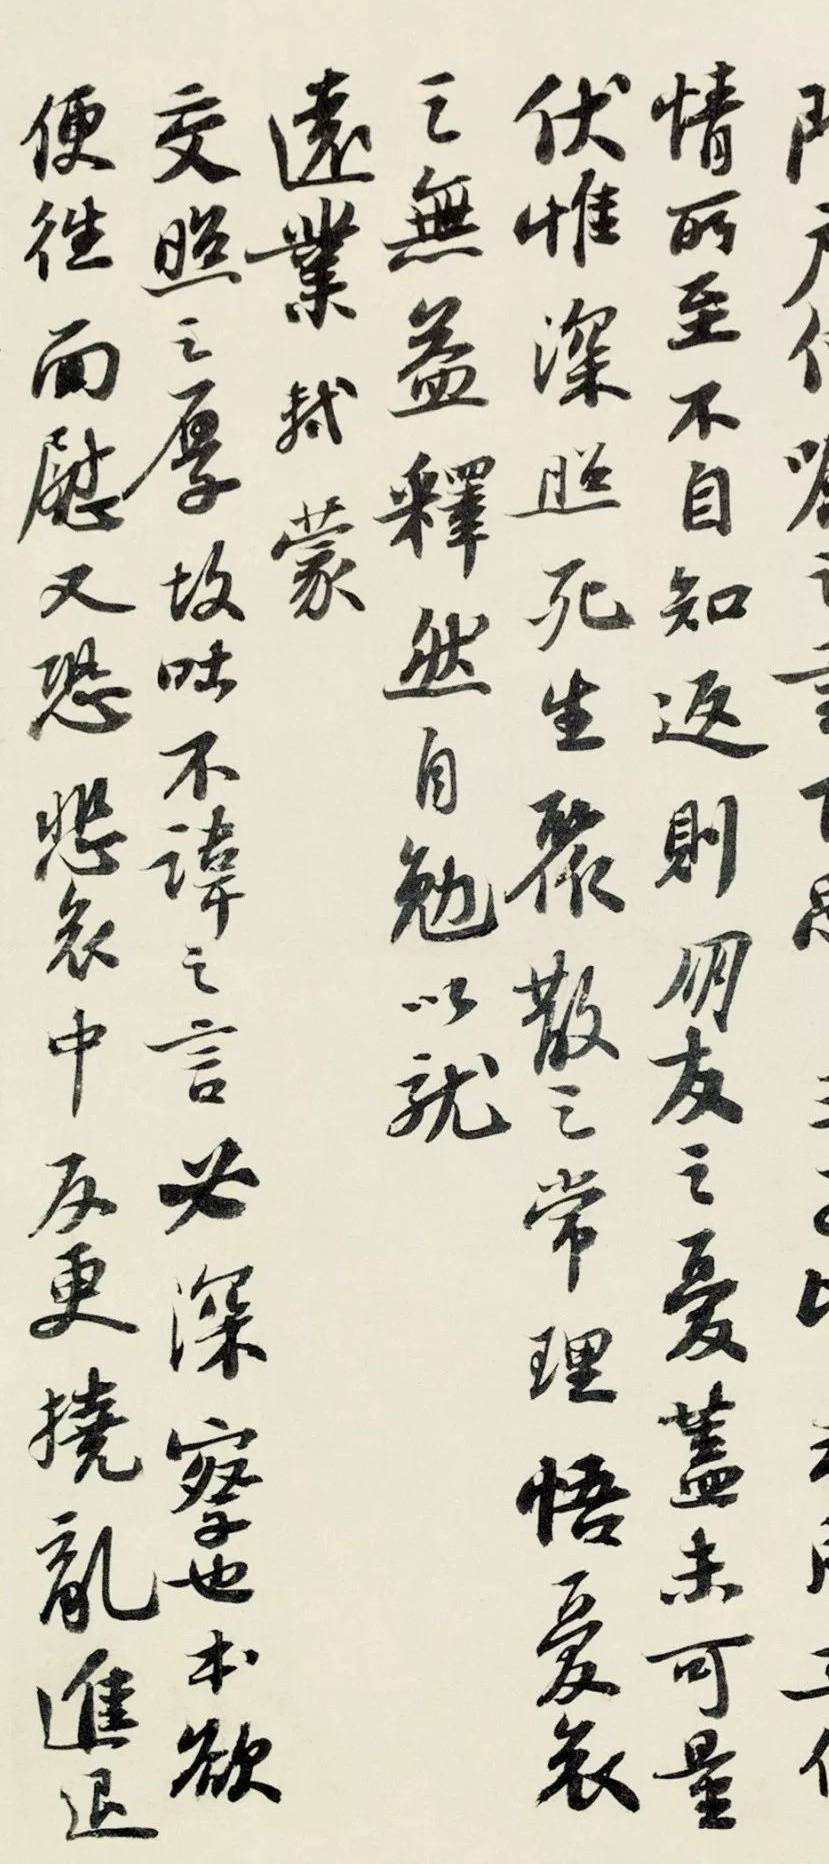 情所至不自知返則朋友之憂蓋未可量
伏惟深照死生聚散之常理悟憂哀
之無益釋然自勉以就
遠業軾蒙
交照之厚故吐不諱之言必深察也本欲
便往面慰又恐悲哀中反更撓亂進退